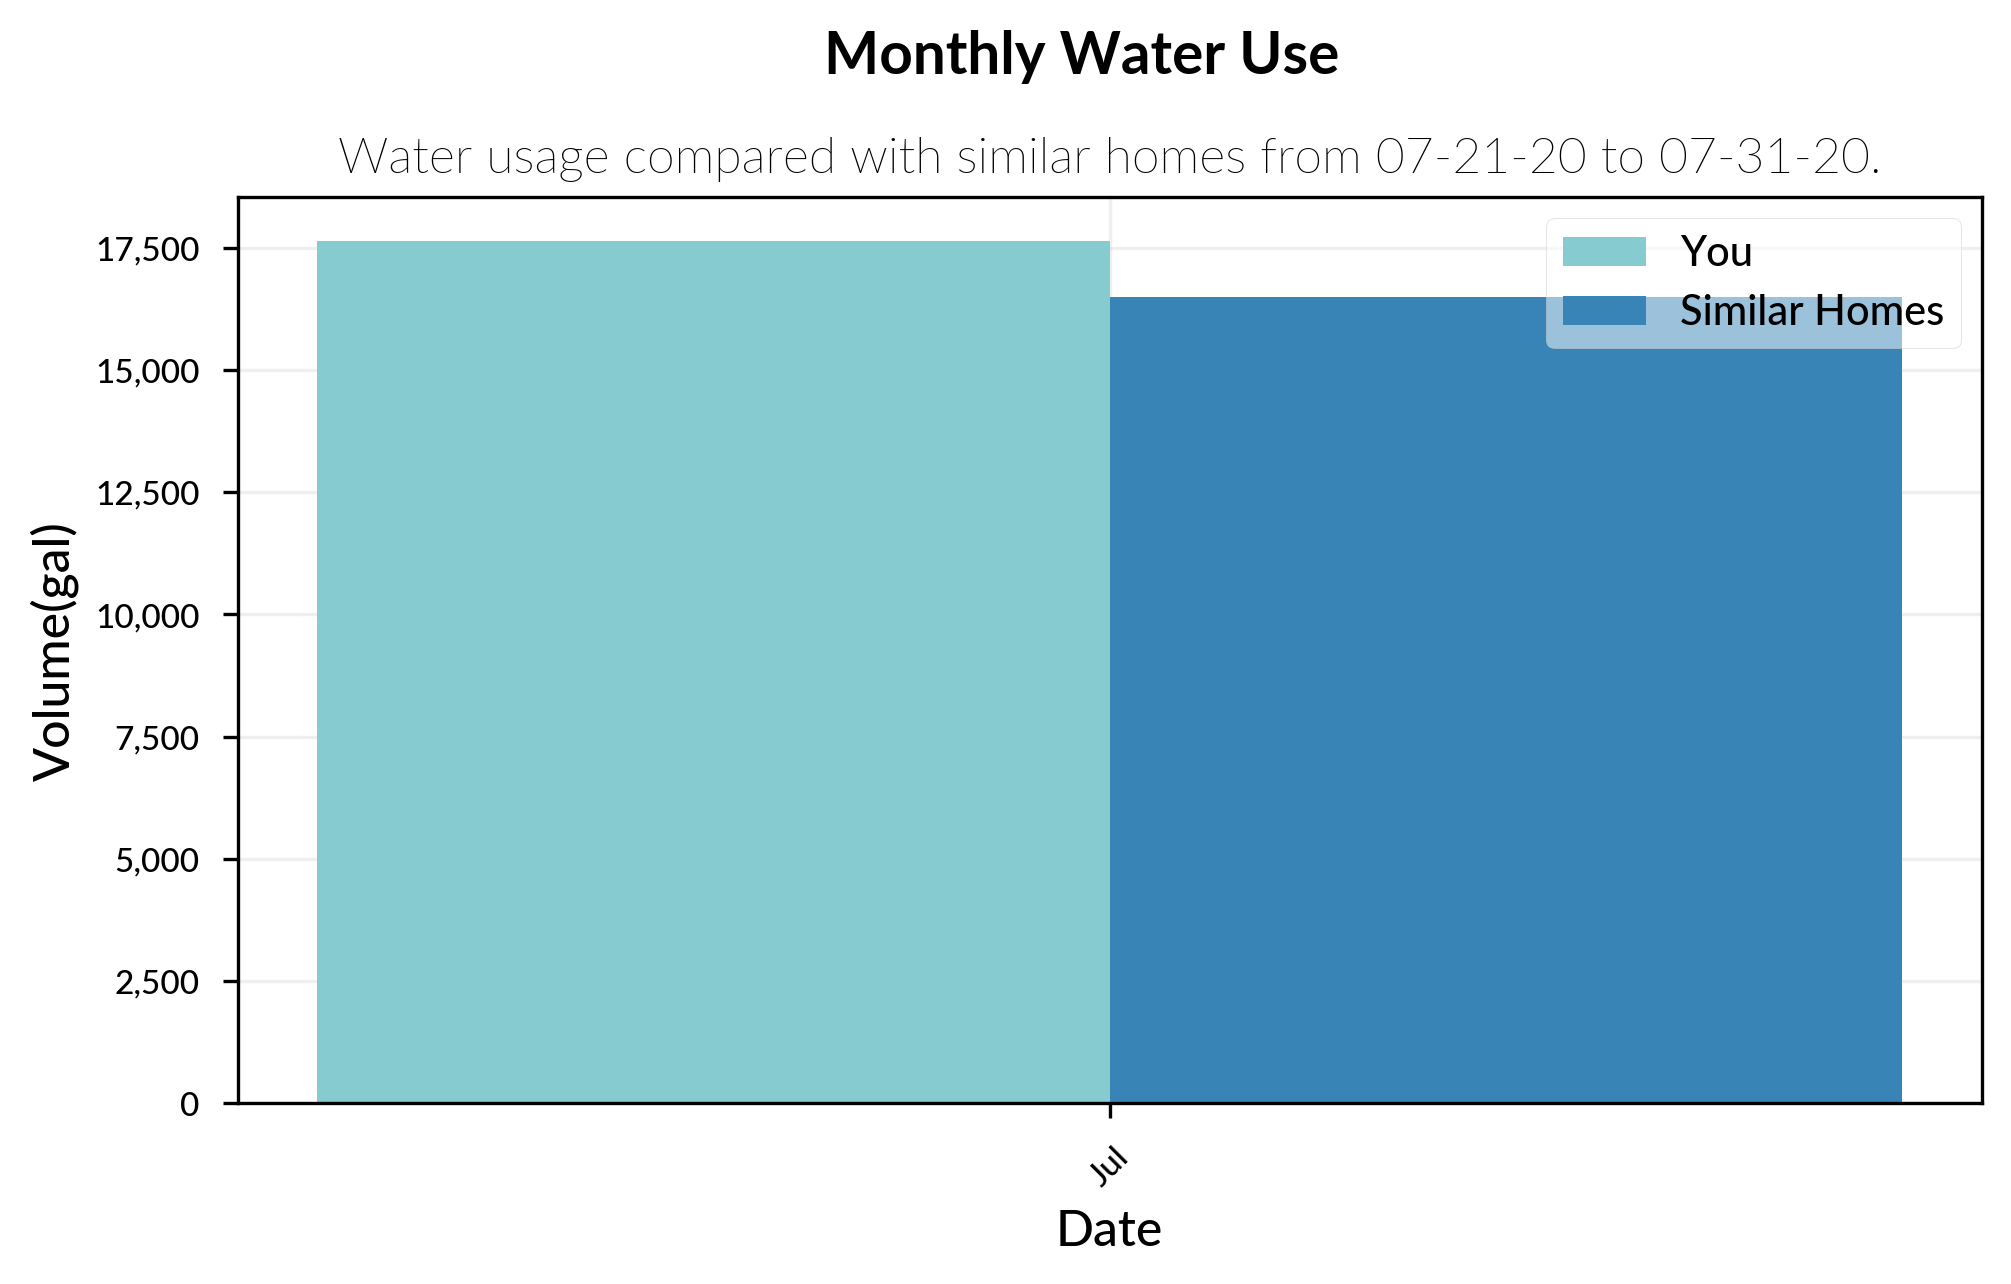 Monthly Water Use
Water usage compared with similar homes from 07-21-20 to 07-31-20.
You
Similar Homes
17,500
15,000
12,500
10,000
7,500
5,000
2,500
0
Volume(gal)
Jul
Date